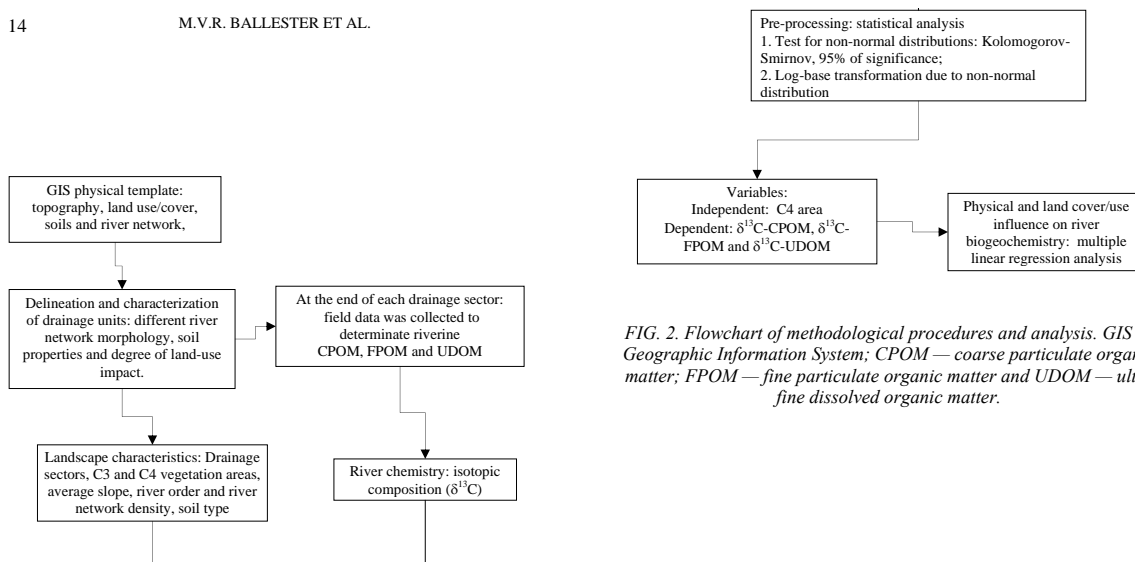 14
M.V.R. BALLESTER ET AL.
GIS physical template:
topography, land use/cover,
soils and river network,
Delineation and characterization
of drainage units: different river
network morphology, soil
properties and degree of land-use
impact.
At the end of each drainage sector:
field data was collected to
determinate riverine
CPOM, FPOM and UDOM
Landscape characteristics: Drainage
sectors, C3 and C4 vegetation areas,
average slope, river order and river
network density, soil type
River chemistry: isotopic
composition (δ¹³C)
Pre-processing: statistical analysis
1. Test for non-normal distributions: Kolomogorov-
Smirnov, 95% of significance;
2. Log-base transformation due to non-normal
distribution
Variables:
Independent: C4 area
Dependent: δ¹³C-CPOM, δ¹³C-
FPOM and δ¹³C-UDOM
Physical and land cover/use
influence on river
biogeochemistry: multiple
linear regression analysis
FIG. 2. Flowchart of methodological procedures and analysis. GIS
Geographic Information System; CPOM — coarse particulate organ
matter; FPOM — fine particulate organic matter and UDOM — ul
fine dissolved organic matter.